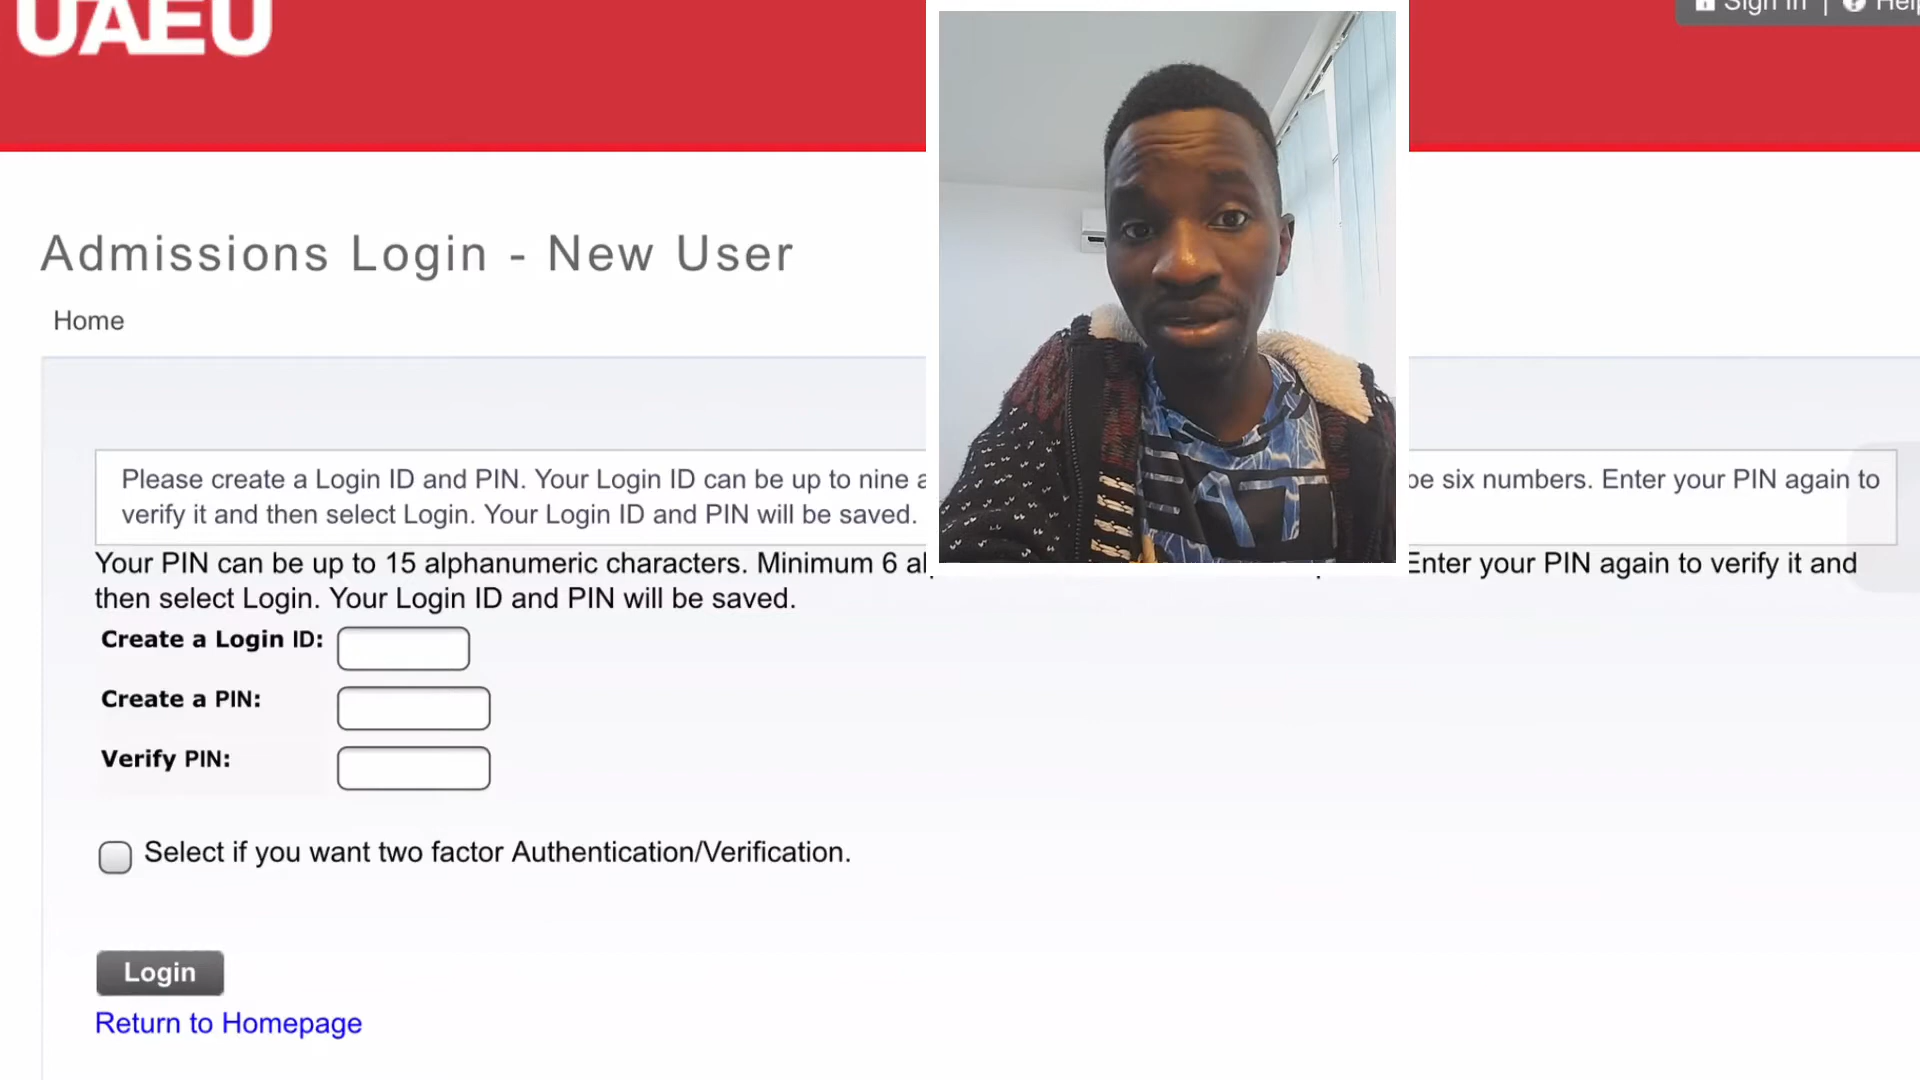 UAEU
Sign In | Help
Admissions Login - New User
Home
Please create a Login ID and PIN. Your Login ID can be up to nine be six numbers. Enter your PIN again to
verify it and then select Login. Your Login ID and PIN will be saved.
Your PIN can be up to 15 alphanumeric characters. Minimum 6 Enter your PIN again to verify it and
then select Login. Your Login ID and PIN will be saved.
Create a Login ID:
Create a PIN:
Verify PIN:
Select if you want two factor Authentication/Verification.
Login
Return to Homepage